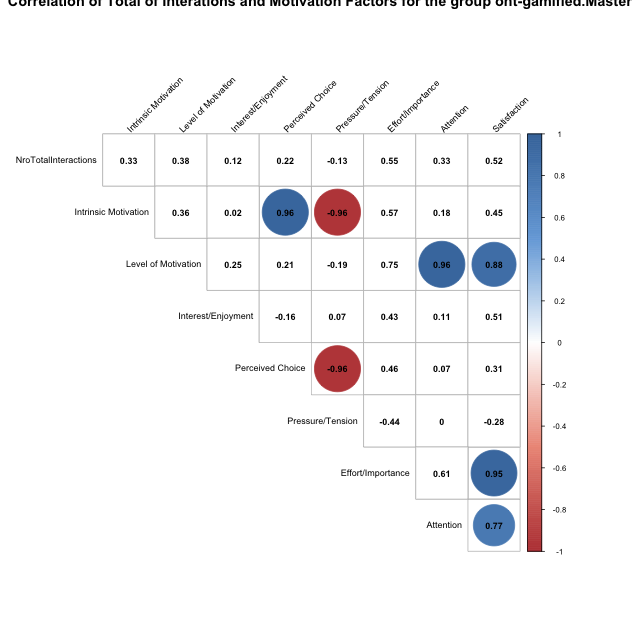 Correlation of Total of Interations and Motivation Factors for the group ont-gamified.Master
Intrinsic Motivation
Level of Motivation
Interest/Enjoyment
Perceived Choice
Pressure/Tension
Effort/Importance
Attention
Satisfaction
NroTotalInteractions 0.33 0.38 0.12 0.22 -0.13 0.55 0.33 0.52
Intrinsic Motivation 0.36 0.02 0.96 -0.96 0.57 0.18 0.45
Level of Motivation 0.25 0.21 -0.19 0.75 0.96 0.88
Interest/Enjoyment -0.16 0.07 0.43 0.11 0.51
Perceived Choice -0.96 0.46 0.07 0.31
Pressure/Tension -0.44 0 -0.28
Effort/Importance 0.61 0.95
Attention 0.77
1
0.8
0.6
0.4
0.2
0
-0.2
-0.4
-0.6
-0.8
-1